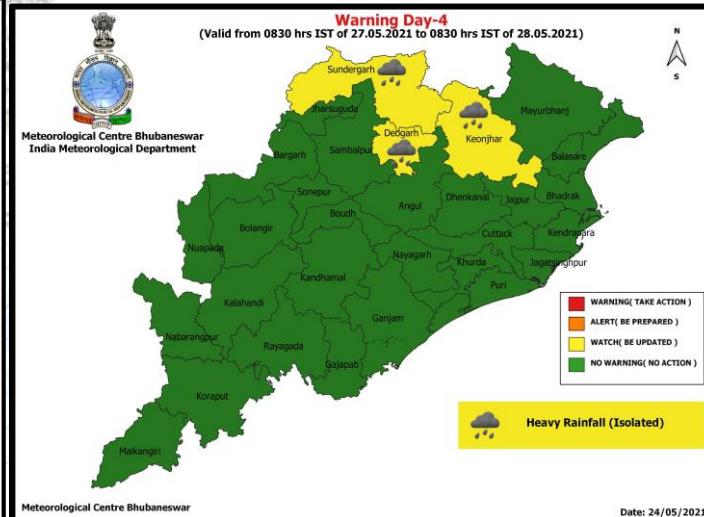 Warning Day-4
(Valid from 0830 hrs IST of 27.05.2021 to 0830 hrs IST of 28.05.2021)
N
S
Meteorological Centre Bhubaneswar
India Meteorological Department
Sundergarh
Jharsuguda
Mayurbhanj
Deogarh
Keonjhar
Bargarh
Sambalpur
Balasore
Sonepur
Angul
Dhenkanal
Jajpur
Bhadrak
Nuapada
Bolangir
Boudh
Cuttack
Kendrapara
Nayagarh
Khurda
Jagatsinghpur
Kandhamal
Puri
Kalahandi
Ganjam
Nabarangpur
Rayagada
Gajapati
Koraput
Malkangiri
WARNING( TAKE ACTION )
ALERT( BE PREPARED )
WATCH( BE UPDATED )
NO WARNING( NO ACTION )
Heavy Rainfall (Isolated)
Meteorological Centre Bhubaneswar
Date: 24/05/2021